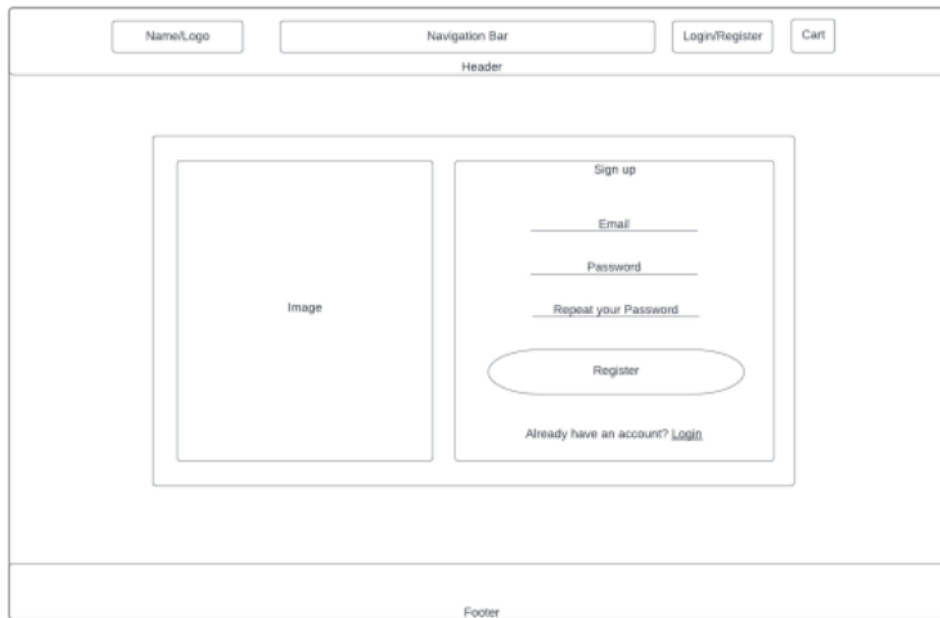 Name/Logo
Navigation Bar
Login/Register
Cart
Header
Image
Sign up
Email
Password
Repeat your Password
Register
Already have an account? Login
Footer